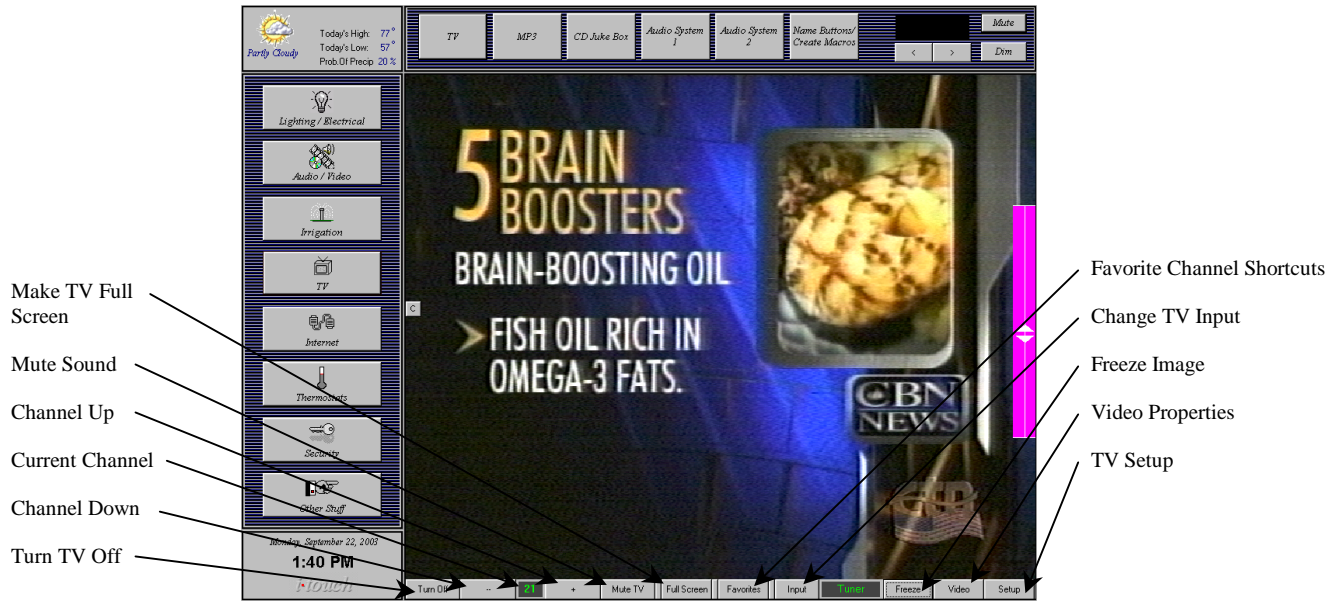 Partly Cloudy
Today's High: 77°
Today's Low: 57°
Prob.Of Precip 20 %
TV
MP3
CD Juke Box
Audio System 1
Audio System 2
Name Buttons/ Create Macros
<
>
Mute
Dim
Lighting / Electrical
Audio / Video
Irrigation
TV
Internet
Thermostats
Security
Other Stuff
Monday, September 22, 2003
1:40 PM
5 BRAIN
BOOSTERS
BRAIN-BOOSTING OIL
FISH OIL RICH IN
OMEGA-3 FATS.
CBN
NEWS
C
Turn Off
--
21
+
Mute TV
Full Screen
Favorites
Input
Tuner
Freeze
Video
Setup
Make TV Full
Screen
Mute Sound
Channel Up
Current Channel
Channel Down
Turn TV Off
Favorite Channel Shortcuts
Change TV Input
Freeze Image
Video Properties
TV Setup